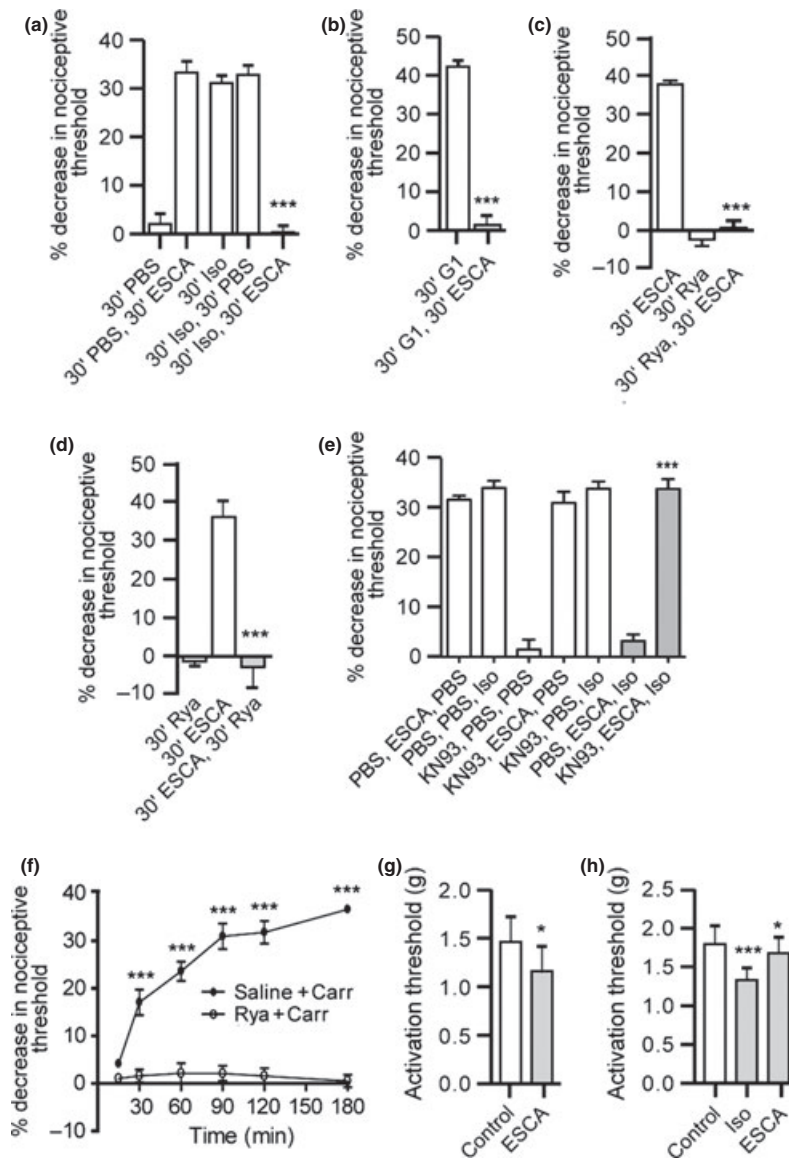 (a)
% decrease in nociceptive
threshold
40
30
20
10
0
***
30' PBS
30' PBS, 30' ESCA
30' Iso
30' Iso, 30' PBS
30' Iso, 30' ESCA
(b)
% decrease in nociceptive
threshold
50
40
30
20
10
0
***
30' G1
30' G1, 30' ESCA
(c)
% decrease in nociceptive
threshold
50
40
30
20
10
0
–10
***
30' ESCA
30' Rya
30' Rya, 30' ESCA
(d)
% decrease in nociceptive
threshold
50
40
30
20
10
0
–10
***
30' Rya
30' ESCA
30' ESCA, 30' Rya
(e)
% decrease in nociceptive
threshold
40
30
20
10
0
***
PBS, ESCA, PBS
PBS, PBS, Iso
KN93, PBS, PBS
KN93, ESCA, PBS
KN93, PBS, Iso
PBS, ESCA, Iso
KN93, ESCA, Iso
(f)
% decrease in nociceptive
threshold
40
30
20
10
0
–10
*** *** *** *** ***
Saline + Carr
Rya + Carr
30 60 90 120 150 180
Time (min)
(g)
Activation threshold (g)
2.0
1.5
1.0
0.5
0.0
*
Control
ESCA
(h)
Activation threshold (g)
2.5
2.0
1.5
1.0
0.5
0.0
*** *
Control
Iso
ESCA